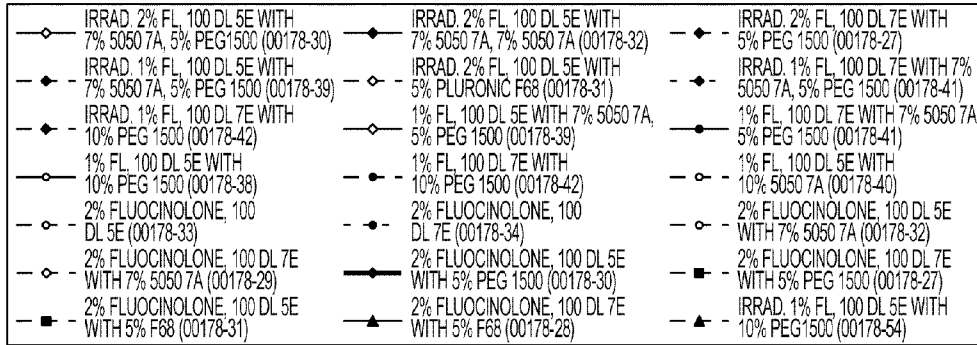 IRRAD. 2% FL, 100 DL 5E WITH
7% 5050 7A, 5% PEG1500 (00178-30)
IRRAD. 2% FL, 100 DL 5E WITH
7% 5050 7A, 7% 5050 7A (00178-32)
IRRAD. 2% FL, 100 DL 7E WITH
5% PEG 1500 (00178-27)
IRRAD. 1% FL, 100 DL 5E WITH
7% 5050 7A, 5% PEG 1500 (00178-39)
IRRAD. 2% FL, 100 DL 5E WITH
5% PLURONIC F68 (00178-31)
IRRAD. 1% FL, 100 DL 7E WITH 7%
5050 7A, 5% PEG 1500 (00178-41)
IRRAD. 1% FL, 100 DL 7E WITH
10% PEG 1500 (00178-42)
1% FL, 100 DL 5E WITH 7% 5050 7A,
5% PEG 1500 (00178-39)
1% FL, 100 DL 7E WITH 7% 5050 7A
5% PEG 1500 (00178-41)
1% FL, 100 DL 5E WITH
10% PEG 1500 (00178-38)
1% FL, 100 DL 7E WITH
10% PEG 1500 (00178-42)
1% FL, 100 DL 5E WITH
10% 5050 7A (00178-40)
2% FLUOCINOLONE, 100
DL 5E (00178-33)
2% FLUOCINOLONE, 100
DL 7E (00178-34)
2% FLUOCINOLONE, 100 DL 5E
WITH 7% 5050 7A (00178-32)
2% FLUOCINOLONE, 100 DL 7E
WITH 7% 5050 7A (00178-29)
2% FLUOCINOLONE, 100 DL 5E
WITH 5% PEG 1500 (00178-30)
2% FLUOCINOLONE, 100 DL 7E
WITH 5% PEG 1500 (00178-27)
2% FLUOCINOLONE, 100 DL 5E
WITH 5% F68 (00178-31)
2% FLUOCINOLONE, 100 DL 7E
WITH 5% F68 (00178-28)
IRRAD. 1% FL, 100 DL 5E WITH
10% PEG1500 (00178-54)